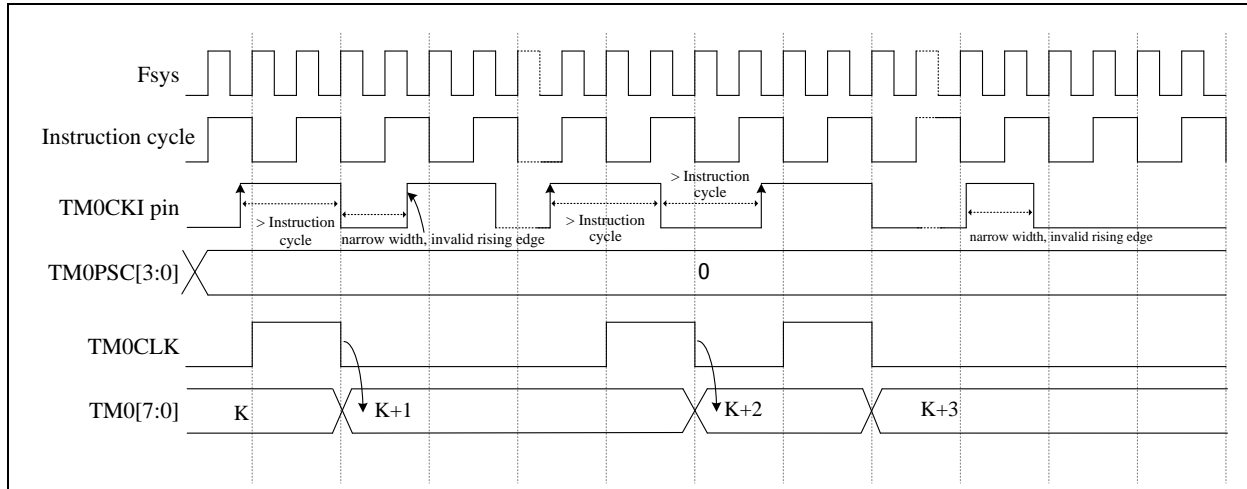 Fsys
Instruction cycle
TM0CKI pin
> Instruction
cycle
narrow width, invalid rising edge
> Instruction
cycle
> Instruction
cycle
narrow width, invalid rising edge
TM0PSC[3:0]
0
TM0CLK
TM0[7:0]
K
K+1
K+2
K+3